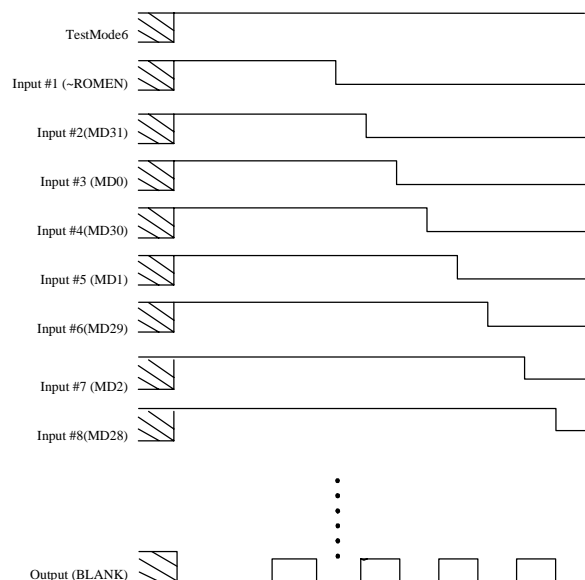 TestMode6
Input #1 (~ROMEN)
Input #2(MD31)
Input #3 (MD0)
Input #4(MD30)
Input #5 (MD1)
Input #6(MD29)
Input #7 (MD2)
Input #8(MD28)
Output (BLANK)